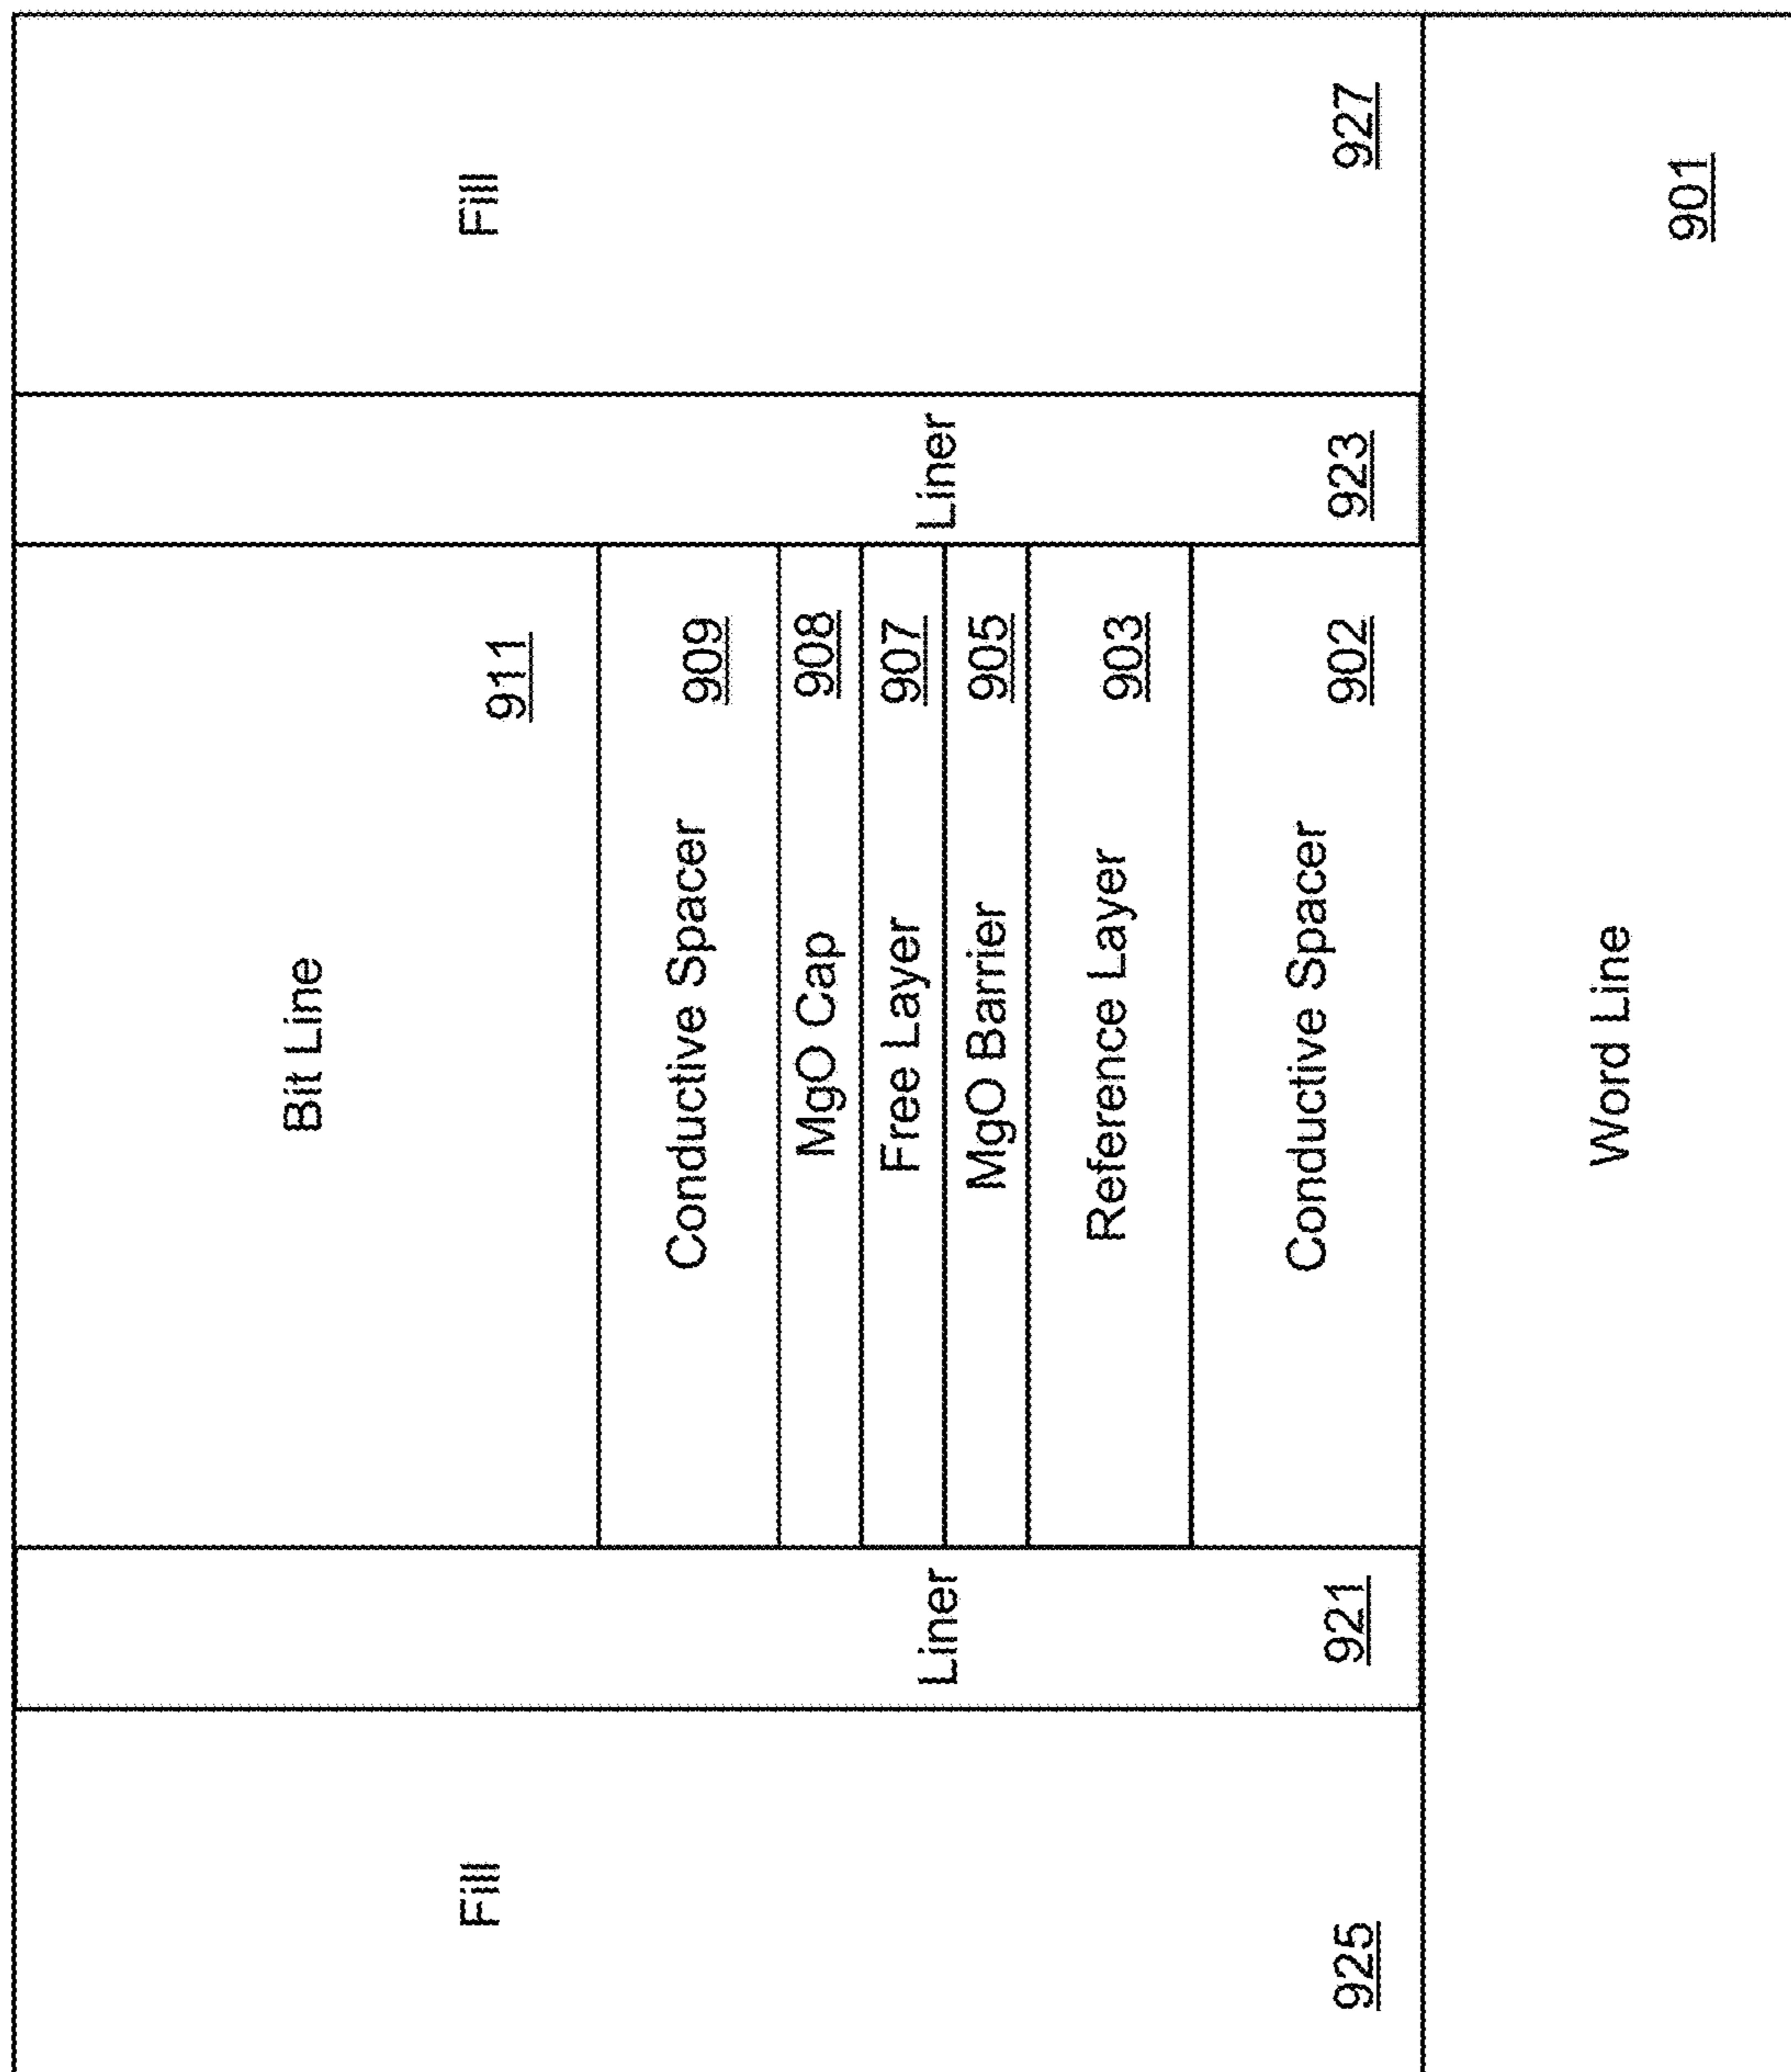 Bit Line
911
Fill
Fill
Conductive Spacer 909
MgO Cap 908
Free Layer 907
MgO Barrier 905
Reference Layer 903
Conductive Spacer 902
Liner
Liner
925
921
923
927
Word Line
901